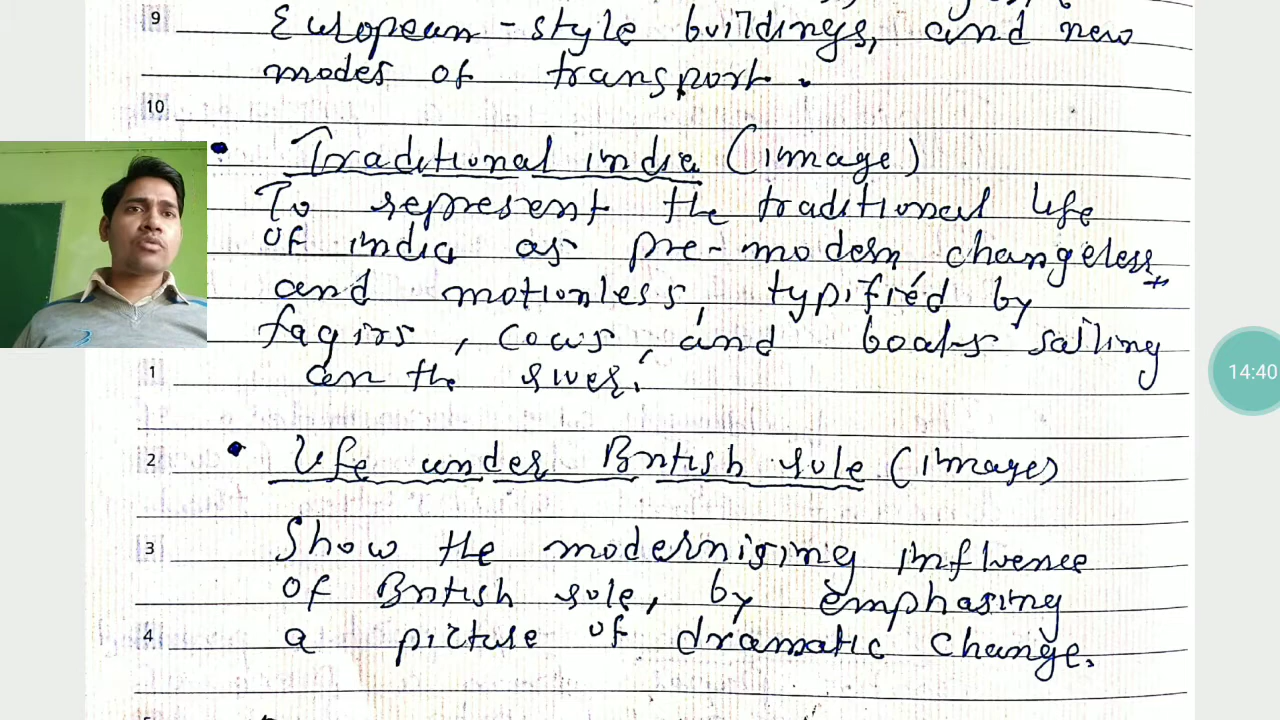 9
European-style buildings, and new
modes of transport.
10
• Traditional india (image)
To represent the traditional life
of india as pre-modern changeless
and motionless, typified by
faqirs, cows, and boats sailing
1
on the river.
14:40
2
• Life under British rule (images)
3
Show the modernising influence
of British rule, by emphasing
4
a picture of dramatic change.